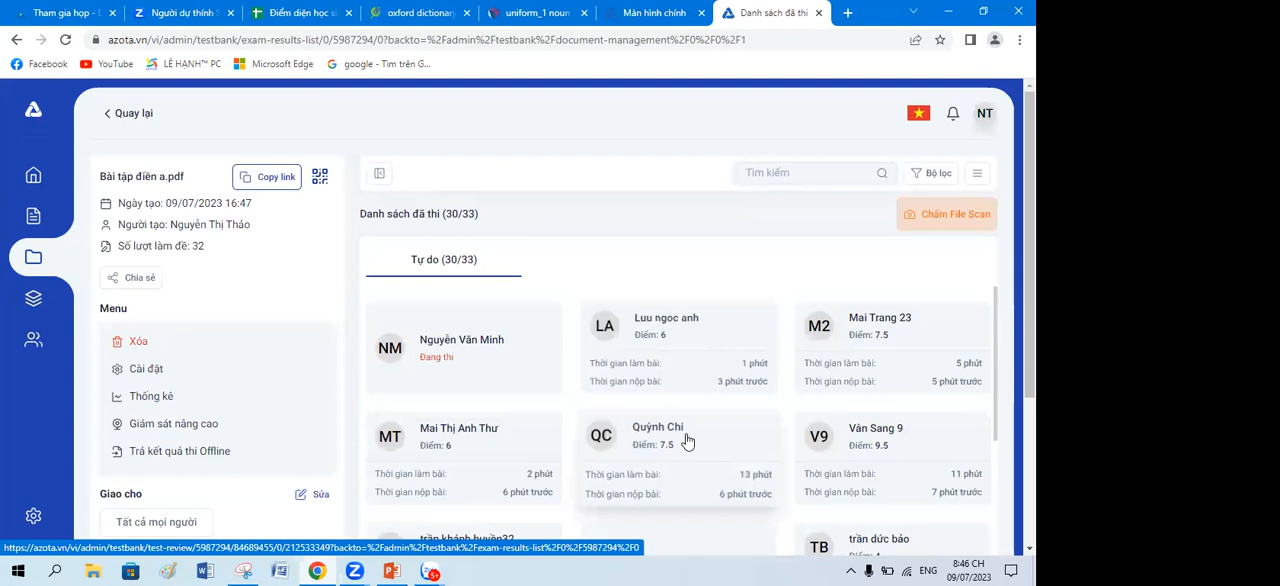 Tham gia họp - E
Người dự thính S
Điểm diện học si
oxford dictionary
uniform_1 noun
Màn hình chính
Danh sách đã thi
azota.vn/vi/admin/testbank/exam-results-list/0/5987294/0?backto=%2Fadmin%2Ftestbank%2Fdocument-management%2F0%2F0%2F1
Facebook
YouTube
LÊ HẠNH™ PC
Microsoft Edge
google - Tìm trên G...
Quay lại
NT
Bài tập điền a.pdf
Copy link
Tìm kiếm
Bộ lọc
Ngày tạo: 09/07/2023 16:47
Người tạo: Nguyễn Thị Thảo
Số lượt làm đề: 32
Chia sẻ
Danh sách đã thi (30/33)
Chấm File Scan
Tự do (30/33)
Menu
Xóa
Cài đặt
Thống kê
Giám sát nâng cao
Trả kết quả thi Offline
Giao cho
Sửa
Tất cả mọi người
NM
Nguyễn Văn Minh
Đang thi
LA
Luu ngoc anh
Điểm: 6
Thời gian làm bài: 1 phút
Thời gian nộp bài: 3 phút trước
M2
Mai Trang 23
Điểm: 7.5
Thời gian làm bài: 5 phút
Thời gian nộp bài: 5 phút trước
MT
Mai Thị Anh Thư
Điểm: 6
Thời gian làm bài: 2 phút
Thời gian nộp bài: 6 phút trước
QC
Quỳnh Chi
Điểm: 7.5
Thời gian làm bài: 13 phút
Thời gian nộp bài: 6 phút trước
V9
Vân Sang 9
Điểm: 9.5
Thời gian làm bài: 11 phút
Thời gian nộp bài: 7 phút trước
trần khánh huyền32
TB
trần đức bảo
https://azota.vn/vi/admin/testbank/test-review/5987294/84689455/0/212533349?backto=%2Fadmin%2Ftestbank%2Fexam-results-list%2F0%2F5987294%2F0
5+
ENG
8:46 CH
09/07/2023